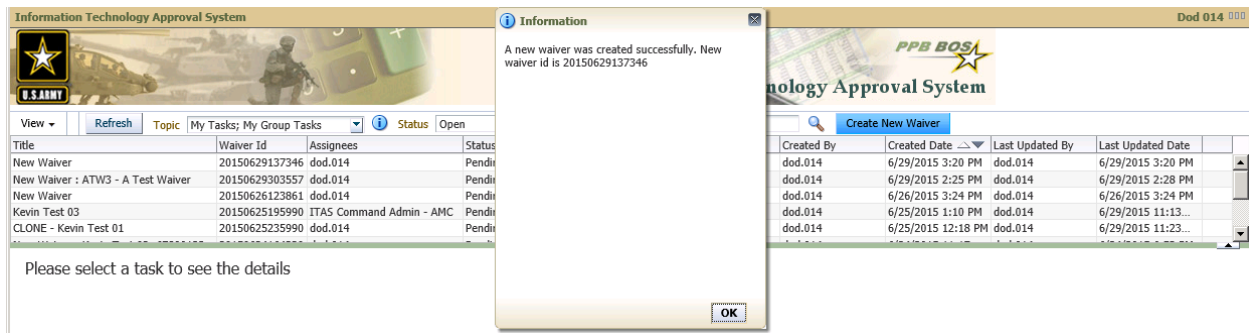 Information Technology Approval System
Dod 014
U.S.ARMY
PPB BOS
nology Approval System
Information
A new waiver was created successfully. New
waiver id is 20150629137346
OK
View Refresh Topic My Tasks; My Group Tasks Status Open Create New Waiver
Title Waiver Id Assignees Status Created By Created Date Last Updated By Last Updated Date
New Waiver 20150629137346 dod.014 Pendin dod.014 6/29/2015 3:20 PM dod.014 6/29/2015 3:20 PM
New Waiver : ATW3 - A Test Waiver 20150629303557 dod.014 Pendin dod.014 6/29/2015 2:25 PM dod.014 6/29/2015 2:28 PM
New Waiver 20150626123861 dod.014 Pendin dod.014 6/26/2015 3:24 PM dod.014 6/26/2015 3:24 PM
Kevin Test 03 20150625195990 ITAS Command Admin - AMC Pendin dod.014 6/25/2015 1:10 PM dod.014 6/29/2015 11:13...
CLONE - Kevin Test 01 20150625235990 dod.014 Pendin dod.014 6/25/2015 12:18 PM dod.014 6/29/2015 11:23...
Please select a task to see the details